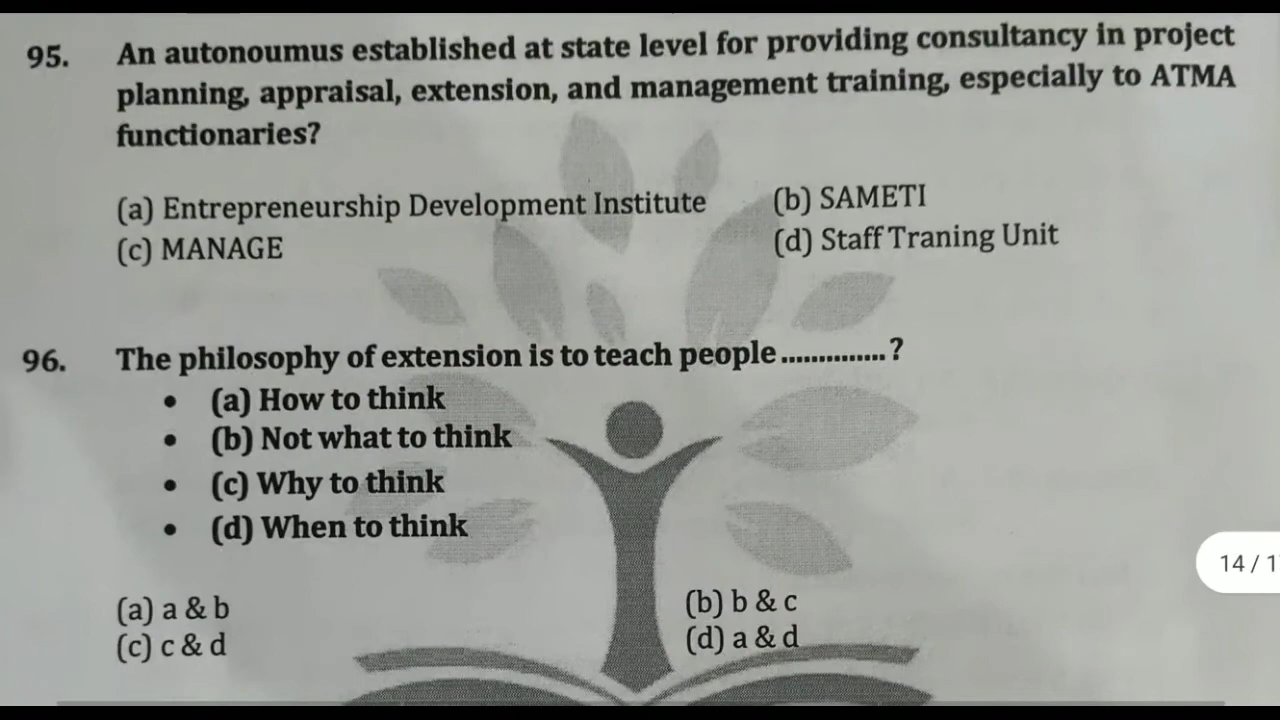 95. An autonoumus established at state level for providing consultancy in project
planning, appraisal, extension, and management training, especially to ATMA
functionaries?
(a) Entrepreneurship Development Institute (b) SAMETI
(c) MANAGE (d) Staff Traning Unit
96. The philosophy of extension is to teach people..............?
• (a) How to think
• (b) Not what to think
• (c) Why to think
• (d) When to think
(a) a & b (b) b & c
(c) c & d (d) a & d
14 / 1